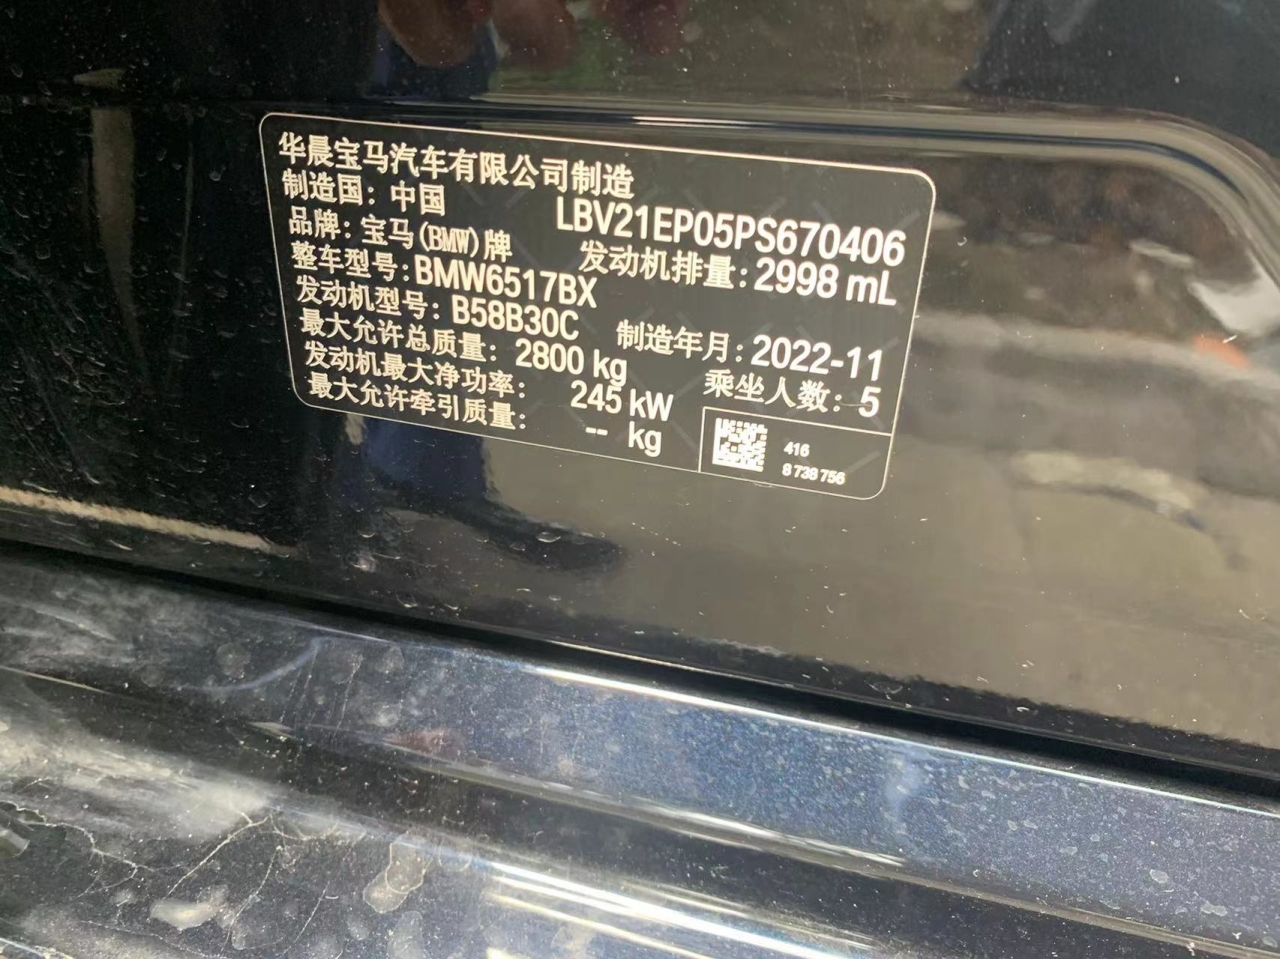 华晨宝马汽车有限公司制造
制造国：中国 LBV21EP05PS670406
品牌：宝马(BMW)牌 发动机排量：2998 mL
整车型号：BMW6517BX
发动机型号：B58B30C 制造年月：2022-11
最大允许总质量：2800 kg 乘坐人数：5
发动机最大净功率：245 kW
最大允许牵引质量：-- kg
416
8 738 756